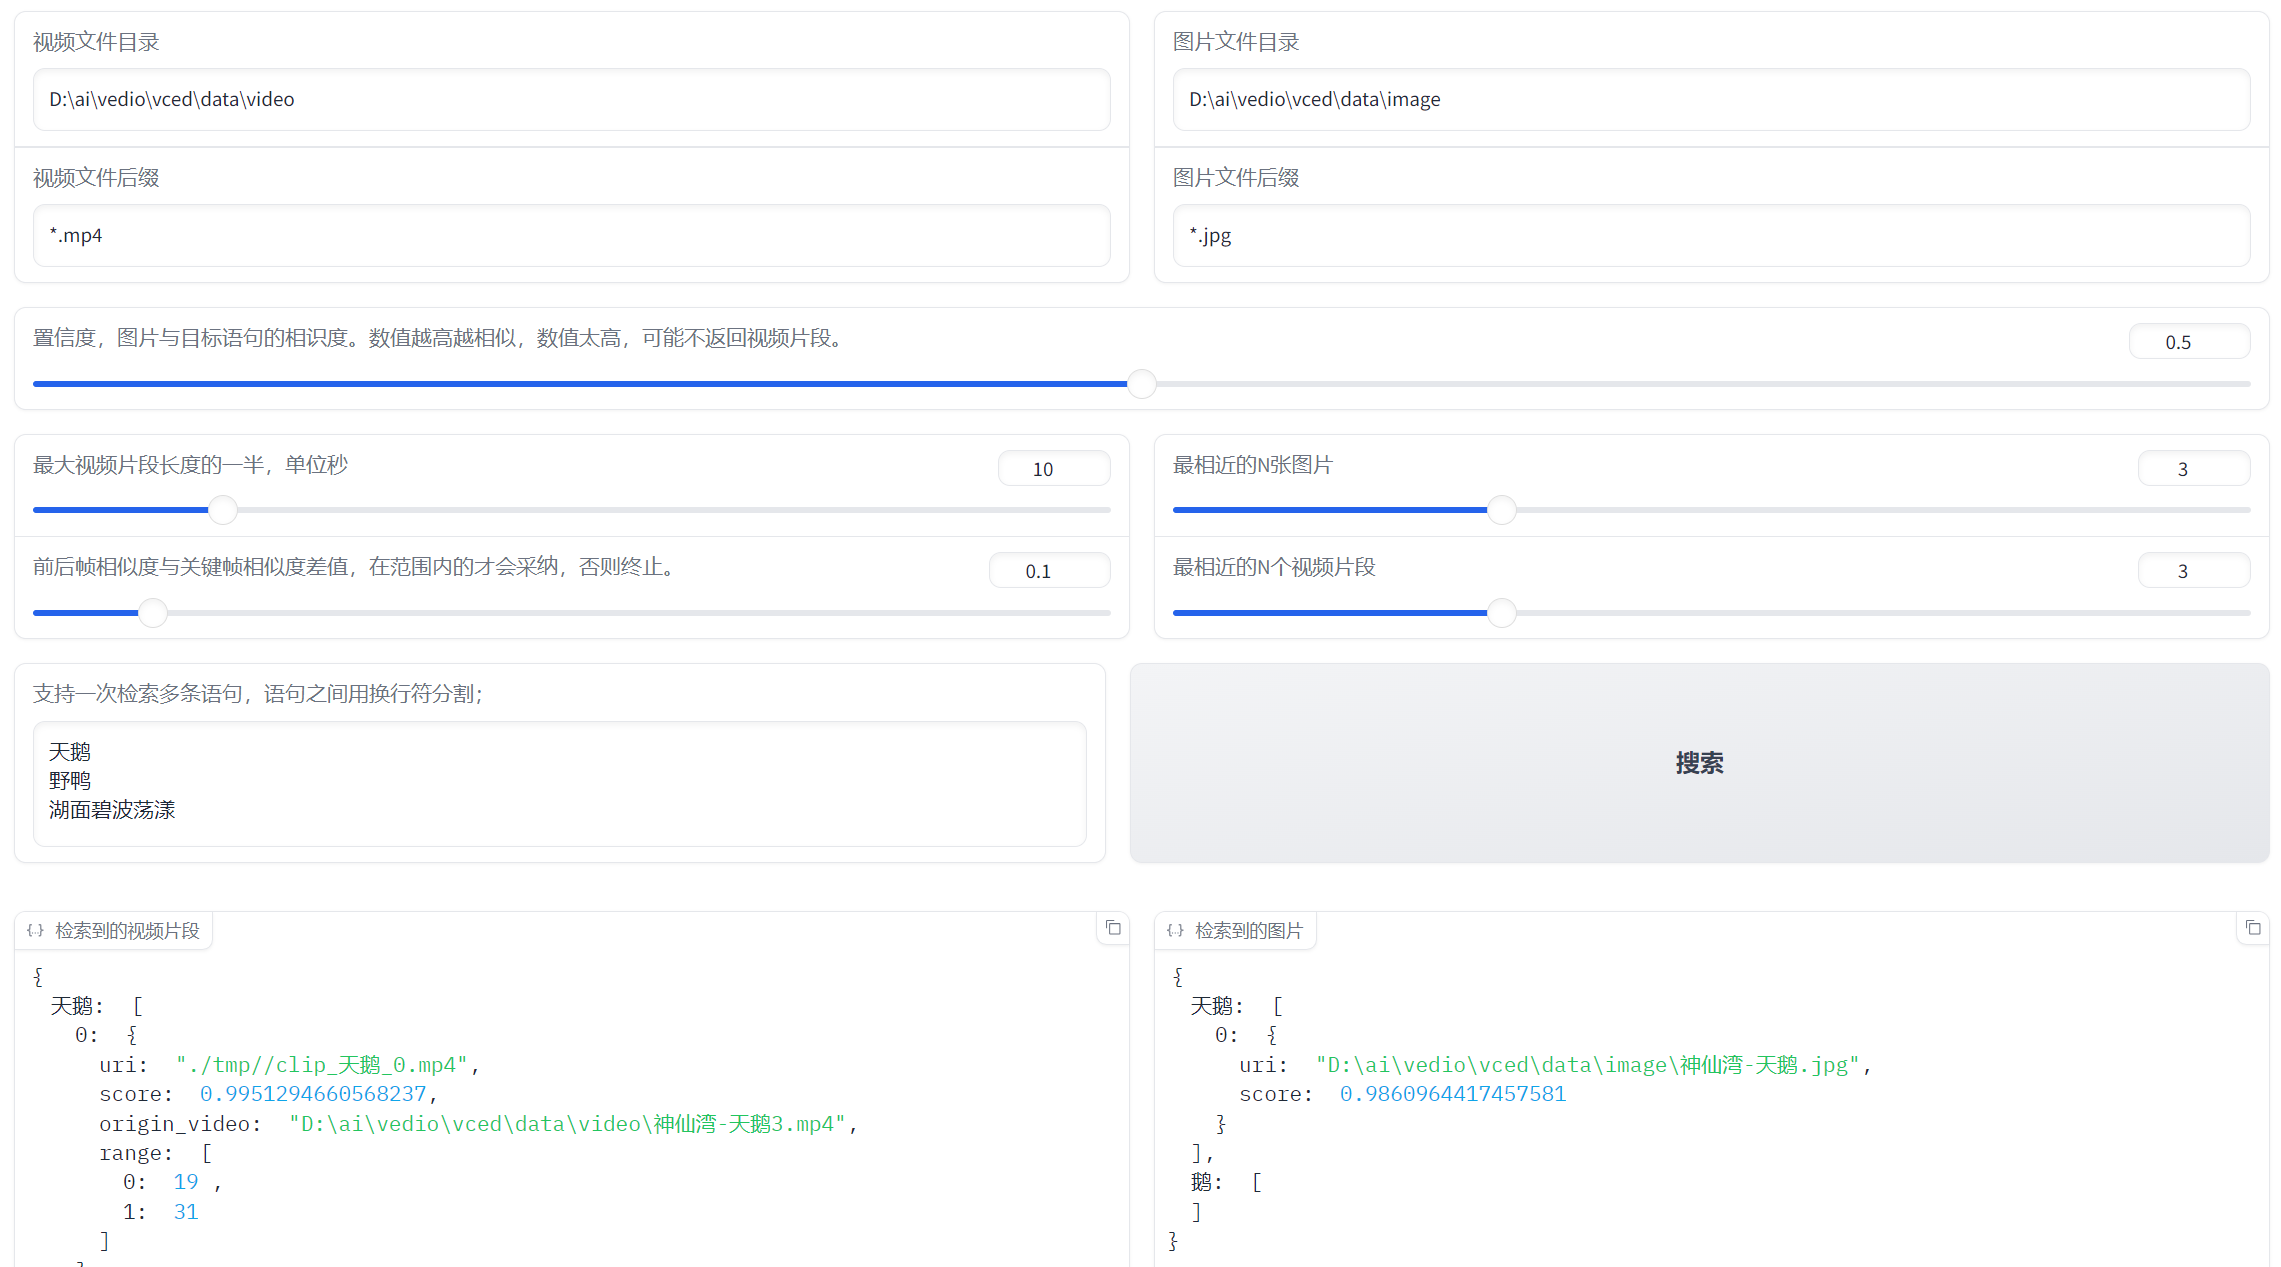 视频文件目录
D:\ai\vedio\vced\data\video
图片文件目录
D:\ai\vedio\vced\data\image
视频文件后缀
*.mp4
图片文件后缀
*.jpg
置信度，图片与目标语句的相识度。数值越高越相似，数值太高，可能不返回视频片段。
0.5
最大视频片段长度的一半，单位秒
10
最相近的N张图片
3
前后帧相似度与关键帧相似度差值，在范围内的才会采纳，否则终止。
0.1
最相近的N个视频片段
3
支持一次检索多条语句，语句之间用换行符分割；
天鹅
野鸭
湖面碧波荡漾
搜索
{..} 检索到的视频片段
{
天鹅: [
0: {
uri: "./tmp//clip_天鹅_0.mp4",
score: 0.9951294660568237,
origin_video: "D:\ai\vedio\vced\data\video\神仙湾-天鹅3.mp4",
range: [
0: 19 ,
1: 31
]
{..} 检索到的图片
{
天鹅: [
0: {
uri: "D:\ai\vedio\vced\data\image\神仙湾-天鹅.jpg",
score: 0.9860964417457581
}
],
鹅: [
]
}